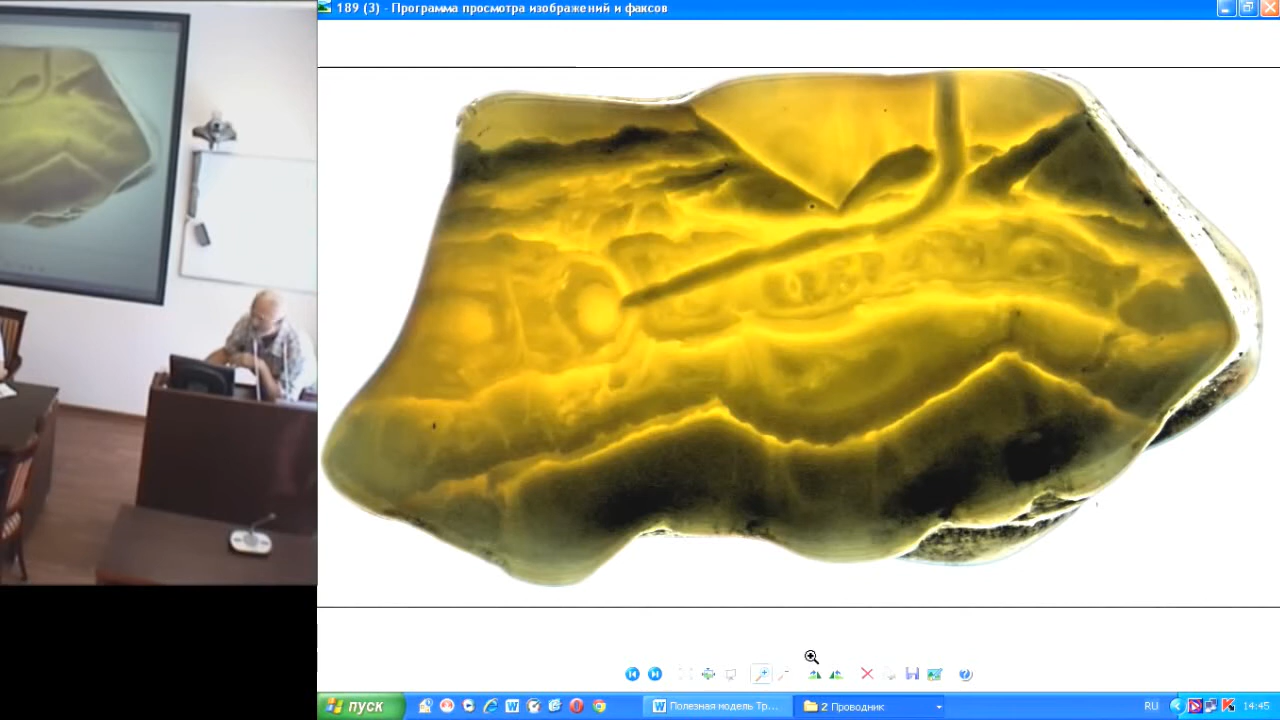 189 (3) - Программа просмотра изображений и факсов
пуск
Полезная модель Тр...
2 Проводник
RU
14:45